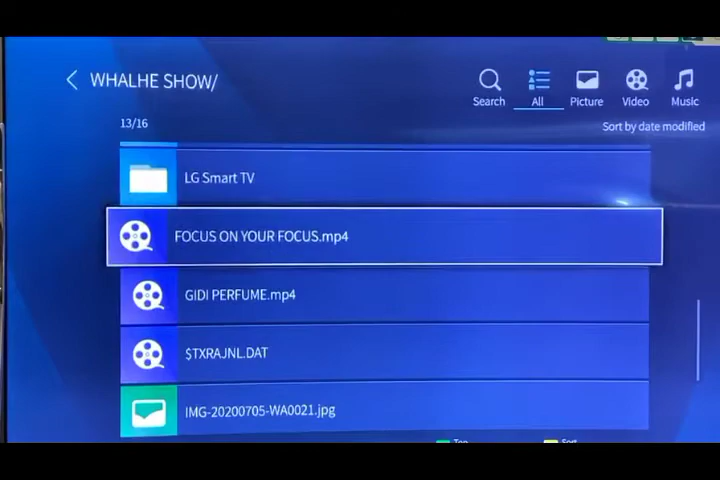 WHALHE SHOW/
Search
All
Picture
Video
Music
13/16
Sort by date modified
LG Smart TV
FOCUS ON YOUR FOCUS.mp4
GIDI PERFUME.mp4
$TXRAJNL.DAT
IMG-20200705-WA0021.jpg